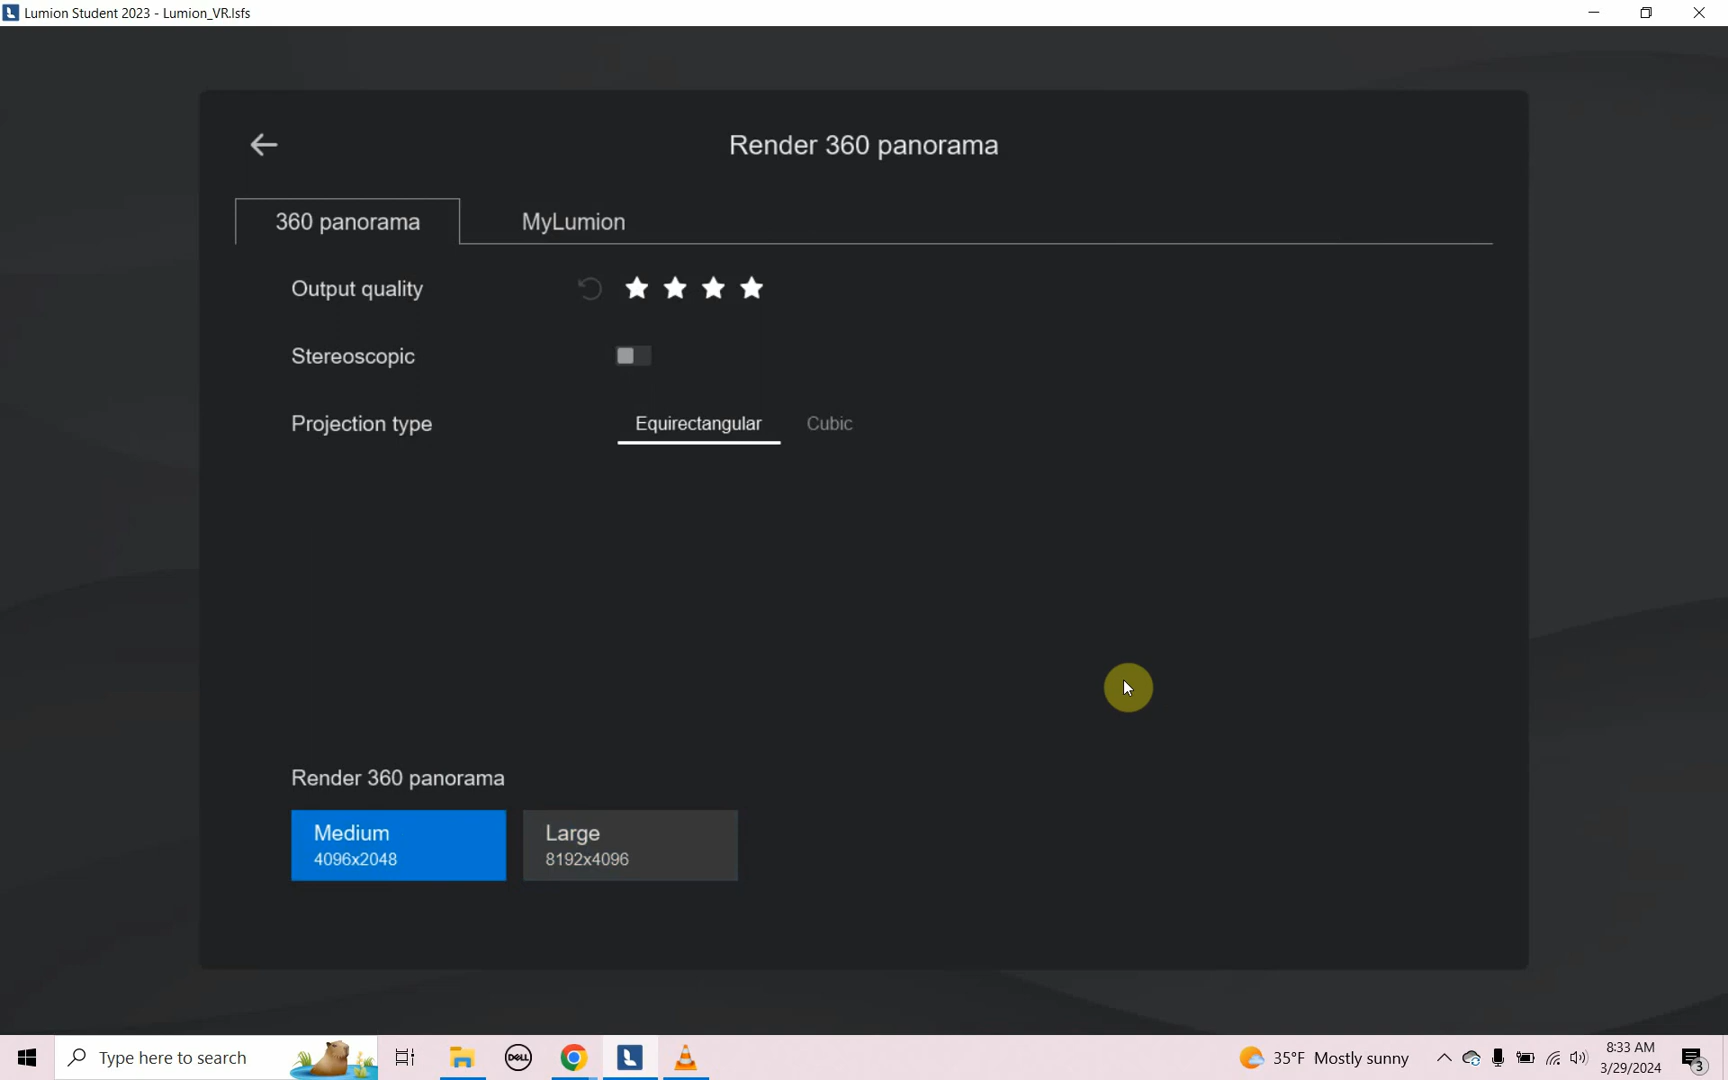 Lumion Student 2023 - Lumion_VR.lsfs
Render 360 panorama
360 panorama MyLumion
Output quality
Stereoscopic
Projection type Equirectangular Cubic
Render 360 panorama
Medium
4096x2048
Large
8192x4096
Type here to search
DELL
35°F Mostly sunny
8:33 AM
3/29/2024
3